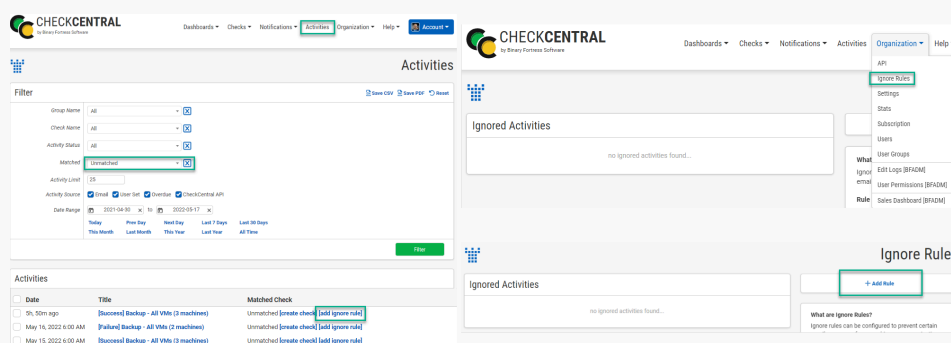 CHECKCENTRAL
by Binary Fortress Software
Dashboards Checks Notifications Activities Organization Help Account
Activities
Filter
Save CSV Save PDF Reset
Group Name All
Check Name All
Activity Status All
Matched Unmatched
Activity Limit 25
Activity Source Email User Set Overdue CheckCentral API
Date Range 2021-04-30 x to 2022-05-17 x
Today Prev Day Next Day Last 7 Days Last 30 Days
This Month Last Month This Year Last Year All Time
Filter
Activities
Date Title Matched Check
5h, 50m ago [Success] Backup - All VMs (3 machines) Unmatched [create check] [add ignore rule]
May 16, 2022 6:00 AM [Failure] Backup - All VMs (2 machines) Unmatched [create check] [add ignore rule]
May 15, 2022 6:00 AM [Success] Backup - All VMs (3 machines) Unmatched [create check] [add ignore rule]
CHECKCENTRAL
by Binary Fortress Software
Dashboards Checks Notifications Activities Organization Help
API
Ignore Rules
Settings
Stats
Subscription
Users
User Groups
Edit Logs [BFADM]
User Permissions [BFADM]
Sales Dashboard [BFADM]
Ignored Activities
no ignored activities found...
What
Ignor
emai
Rule
Ignore Rule
Ignored Activities
no ignored activities found...
+ Add Rule
What are Ignore Rules?
Ignore rules can be configured to prevent certain